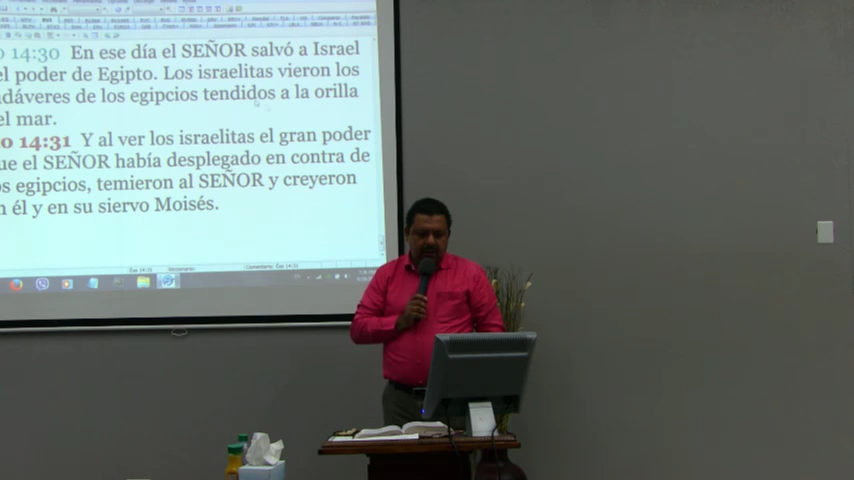 14:30 En ese día el SEÑOR salvó a Israel
el poder de Egipto. Los israelitas vieron los
cadáveres de los egipcios tendidos a la orilla
el mar.
14:31 Y al ver los israelitas el gran poder
que el SEÑOR había desplegado en contra de
os egipcios, temieron al SEÑOR y creyeron
n él y en su siervo Moisés.